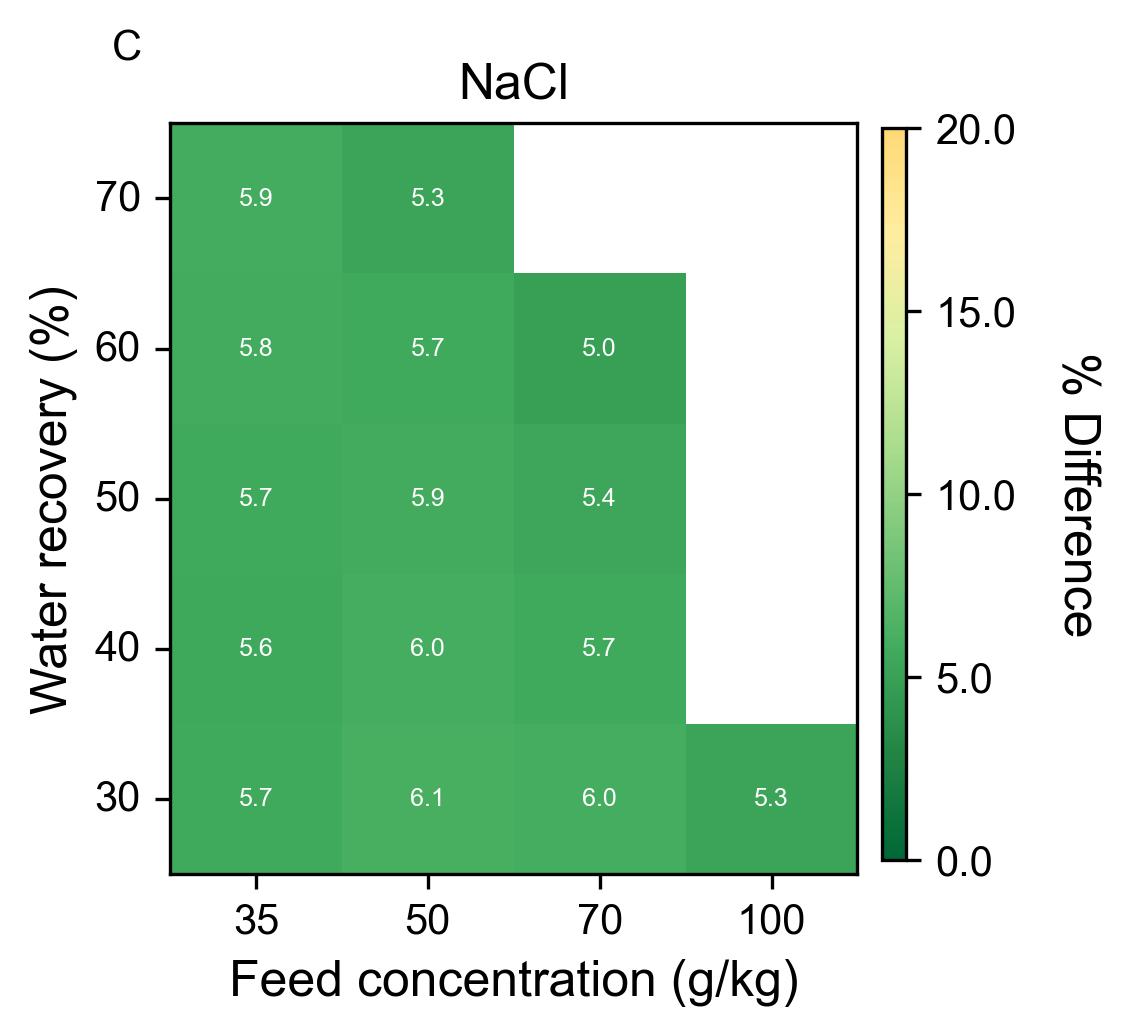 C
NaCl
Water recovery (%)
70 5.9 5.3
60 5.8 5.7 5.0
50 5.7 5.9 5.4
40 5.6 6.0 5.7
30 5.7 6.1 6.0 5.3
35 50 70 100
Feed concentration (g/kg)
20.0
15.0
10.0
5.0
0.0
% Difference